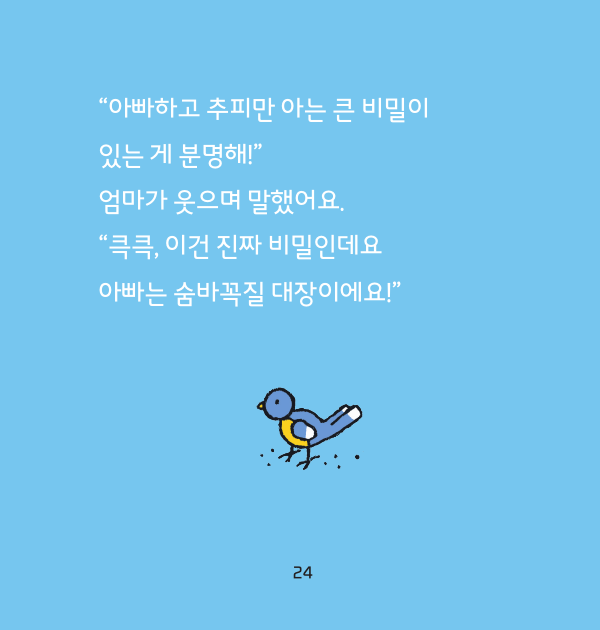 “아빠하고 추피만 아는 큰 비밀이
있는 게 분명해!”
엄마가 웃으며 말했어요.
“큭큭, 이건 진짜 비밀인데요
아빠는 숨바꼭질 대장이에요!”
24